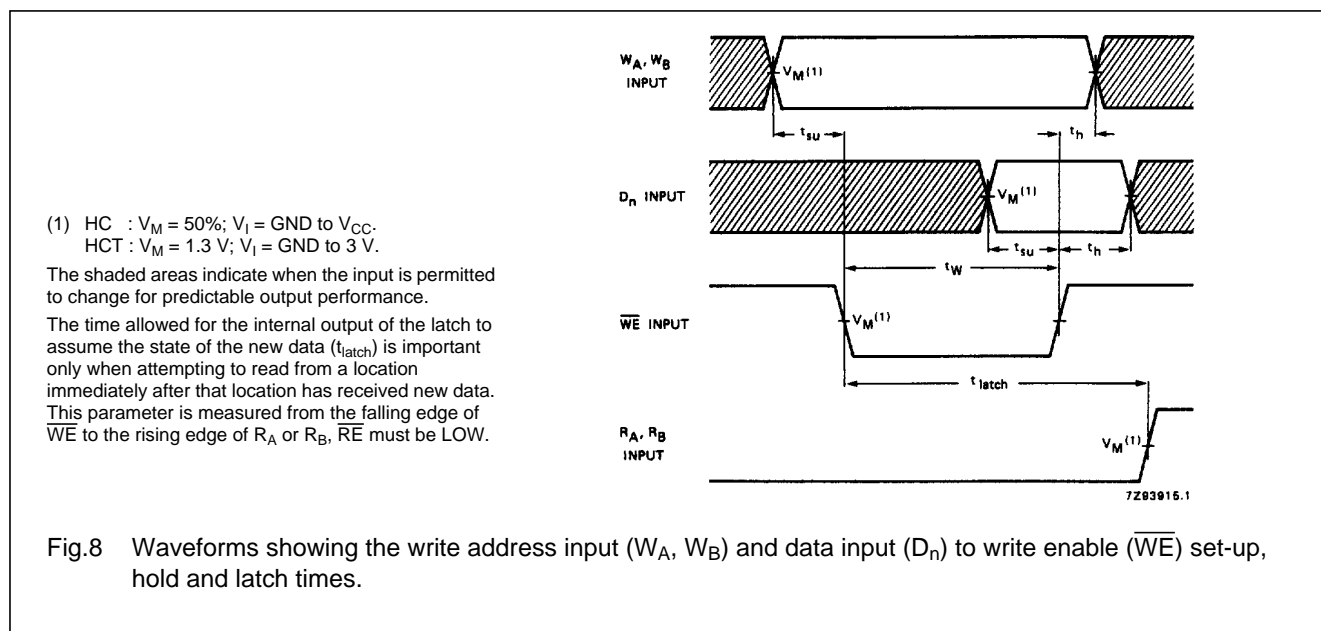 W_A, W_B
INPUT
V_M(1)
t_su
t_h
D_n INPUT
V_M(1)
t_su
t_h
t_W
W̅E̅ INPUT
V_M(1)
t_latch
R_A, R_B
INPUT
V_M(1)
7Z93915.1
(1) HC : V_M = 50%; V_I = GND to V_CC.
HCT : V_M = 1.3 V; V_I = GND to 3 V.
The shaded areas indicate when the input is permitted
to change for predictable output performance.
The time allowed for the internal output of the latch to
assume the state of the new data (t_latch) is important
only when attempting to read from a location
immediately after that location has received new data.
This parameter is measured from the falling edge of
W̅E̅ to the rising edge of R_A or R_B, R̅E̅ must be LOW.
Fig.8 Waveforms showing the write address input (W_A, W_B) and data input (D_n) to write enable (W̅E̅) set-up,
hold and latch times.